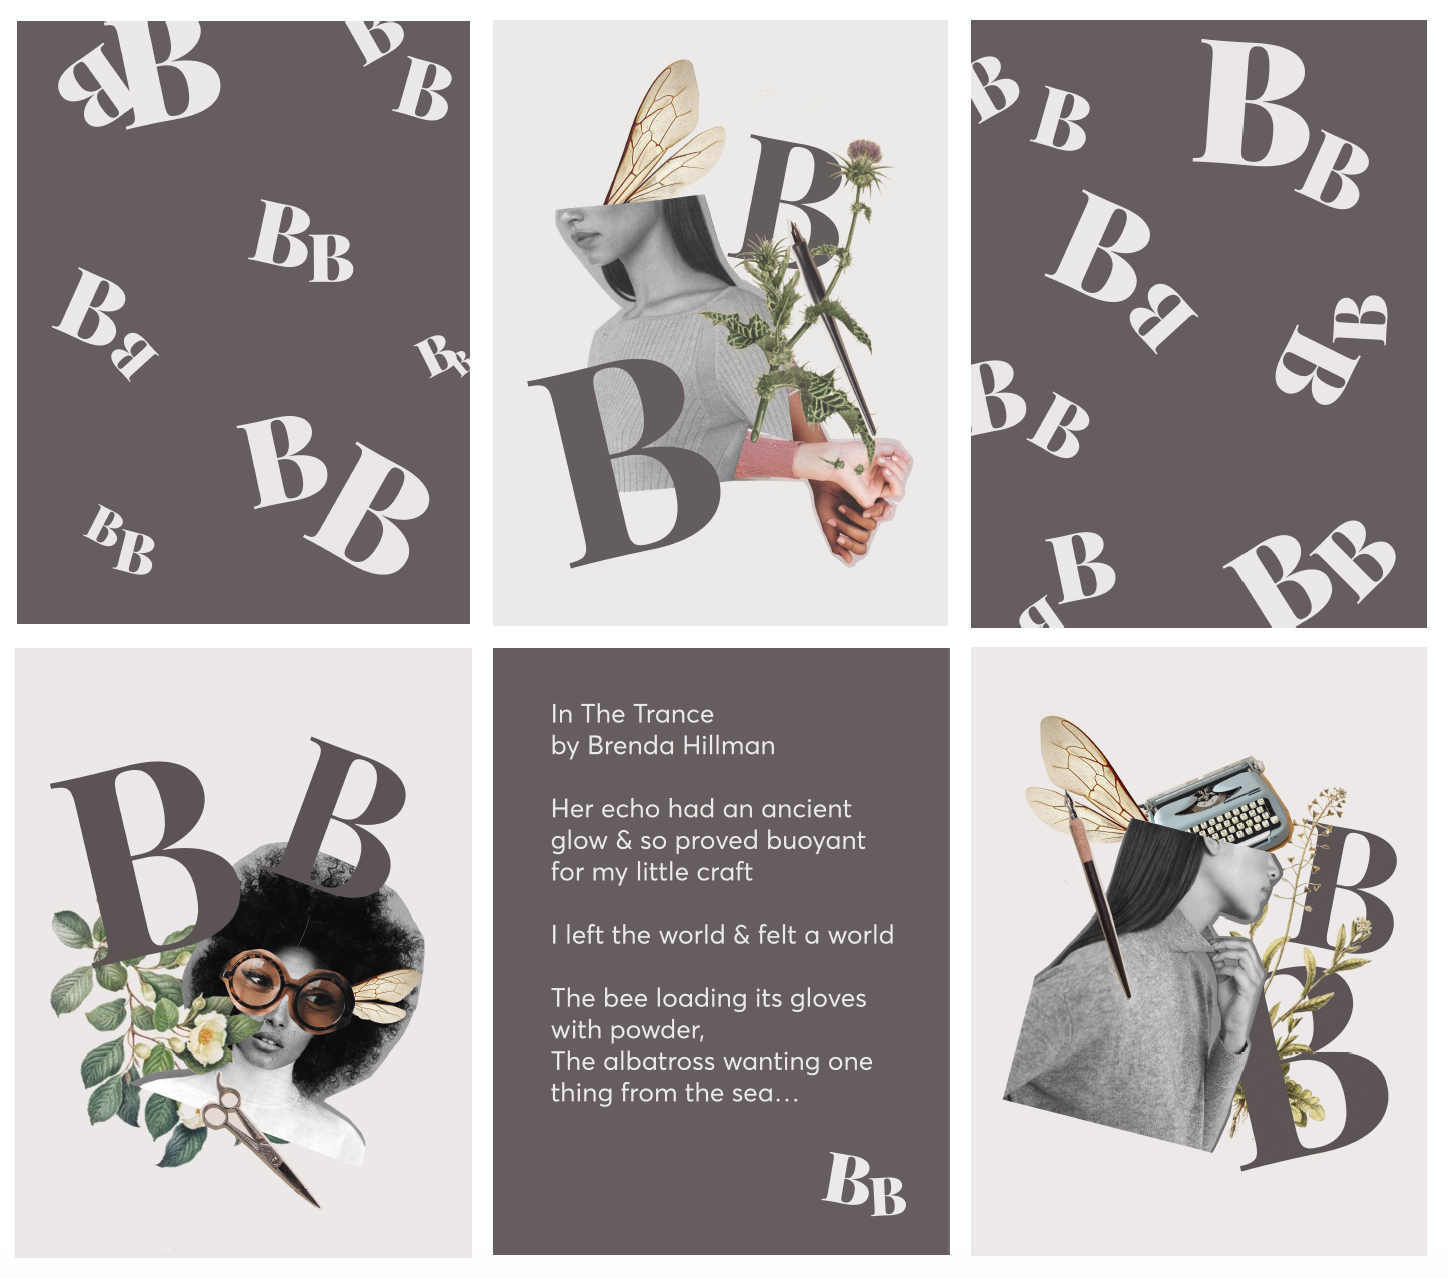 B B
B
B
B B
B B
B B
B B
B B
B B
B
B
B B
B B
B B
B B
B B
B B
B B
B B
B B
In The Trance
by Brenda Hillman
Her echo had an ancient
glow & so proved buoyant
for my little craft
I left the world & felt a world
The bee loading its gloves
with powder,
The albatross wanting one
thing from the sea…
BB
B
B